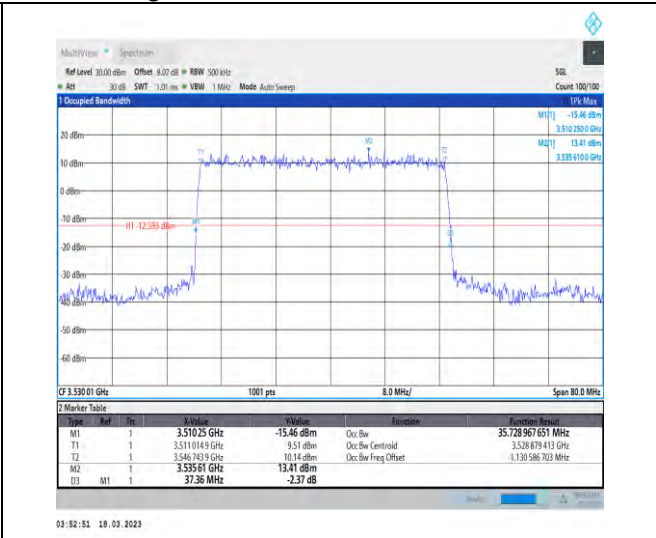 MultiView Spectrum
Ref Level 30.00 dBm Offset 8.07 dB RBW 500 kHz SGL
Att 30 dB SWT 1.01 ms VBW 1 MHz Mode Auto Sweep Count 100/100
1 Occupied Bandwidth 1Pk Max
M1[1] -15.46 dBm
3.510 250 0 GHz
20 dBm
M2[1] 13.41 dBm
3.535 610 0 GHz
M2
T1 T2
10 dBm
0 dBm
-10 dBm
H1 -12.593 dBm
M1
D3
-20 dBm
-30 dBm
-40 dBm
-50 dBm
-60 dBm
CF 3.530 01 GHz 1001 pts 8.0 MHz/ Span 80.0 MHz
2 Marker Table
Type Ref Trc X-Value Y-Value Function Function Result
M1 1 3.51025 GHz -15.46 dBm Occ Bw 35.728 967 651 MHz
T1 1 3.511 014 9 GHz 9.51 dBm Occ Bw Centroid 3.528 879 413 GHz
T2 1 3.546 743 9 GHz 10.14 dBm Occ Bw Freq Offset -1.130 586 703 MHz
M2 1 3.535 61 GHz 13.41 dBm
D3 M1 1 37.36 MHz -2.37 dB
03:52:51 18.03.2023